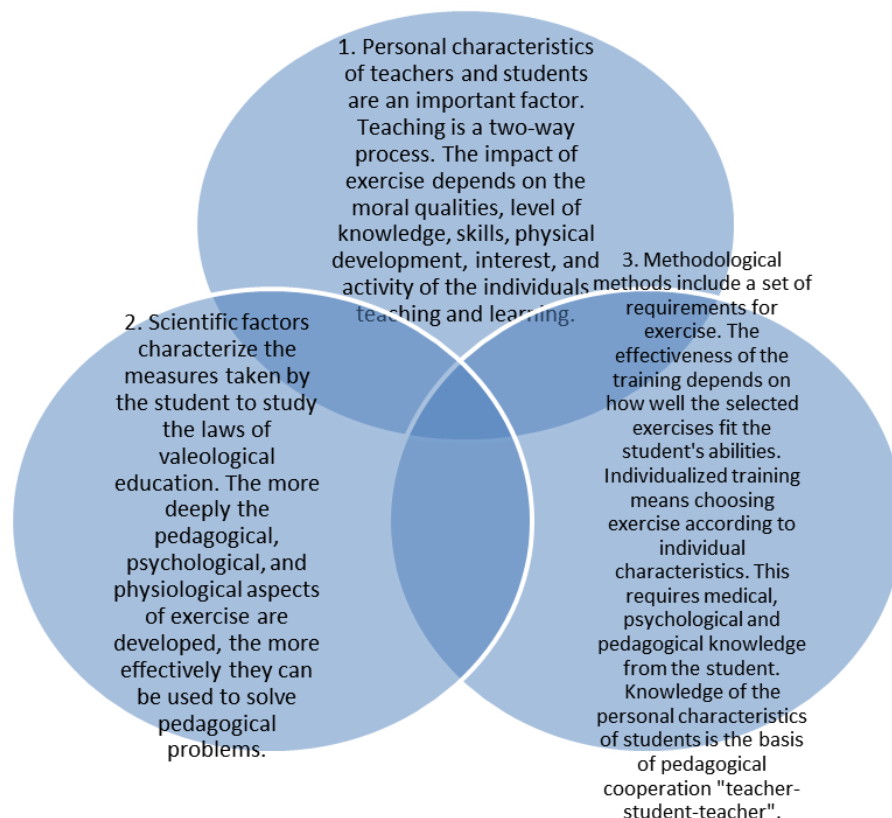 1. Personal characteristics
of teachers and students
are an important factor.
Teaching is a two-way
process. The impact of
exercise depends on the
moral qualities, level of
knowledge, skills, physical
development, interest, and
activity of the individuals
teaching and learning.
2. Scientific factors
characterize the
measures taken by
the student to study
the laws of
valeological
education. The more
deeply the
pedagogical,
psychological, and
physiological aspects
of exercise are
developed, the more
effectively they can
be used to solve
pedagogical
problems.
3. Methodological
methods include a set of
requirements for
exercise. The
effectiveness of the
training depends on
how well the selected
exercises fit the
student's abilities.
Individualized training
means choosing
exercise according to
individual
characteristics. This
requires medical,
psychological and
pedagogical knowledge
from the student.
Knowledge of the
personal characteristics
of students is the basis
of pedagogical
cooperation "teacher-
student-teacher".